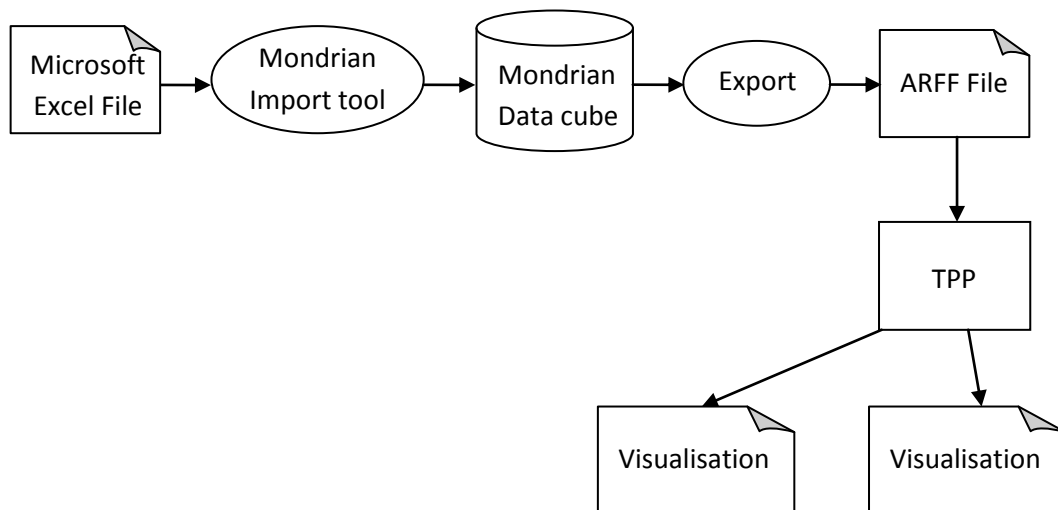 Microsoft
Excel File
Mondrian
Import tool
Mondrian
Data cube
Export
ARFF File
TPP
Visualisation
Visualisation